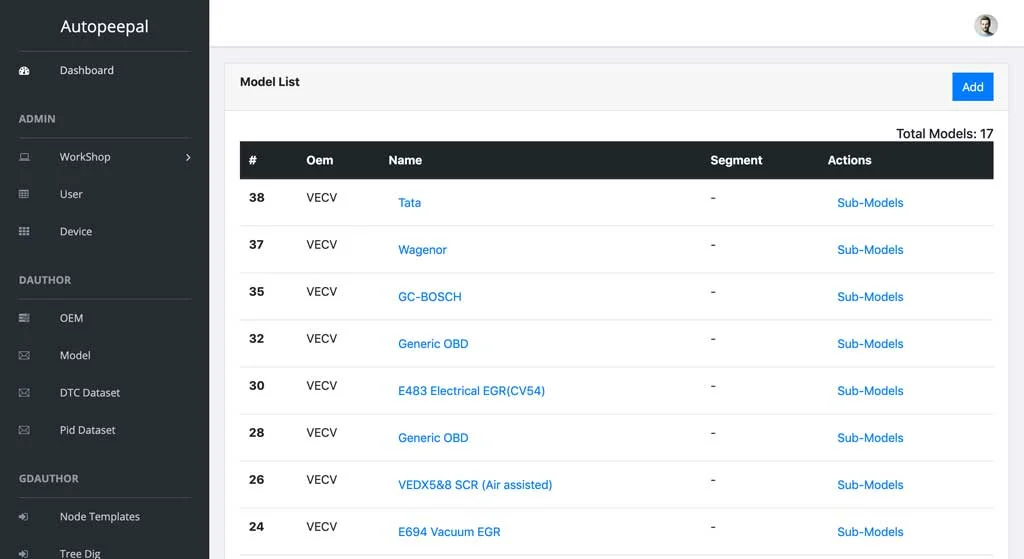 Autopeepal
Dashboard
ADMIN
WorkShop
User
Device
DAUTHOR
OEM
Model
DTC Dataset
Pid Dataset
GDAUTHOR
Node Templates
Tree Dig
Model List
Add
Total Models: 17
# Oem Name Segment Actions
38 VECV Tata - Sub-Models
37 VECV Wagenor - Sub-Models
35 VECV GC-BOSCH - Sub-Models
32 VECV Generic OBD - Sub-Models
30 VECV E483 Electrical EGR(CV54) - Sub-Models
28 VECV Generic OBD - Sub-Models
26 VECV VEDX5&8 SCR (Air assisted) - Sub-Models
24 VECV E694 Vacuum EGR - Sub-Models